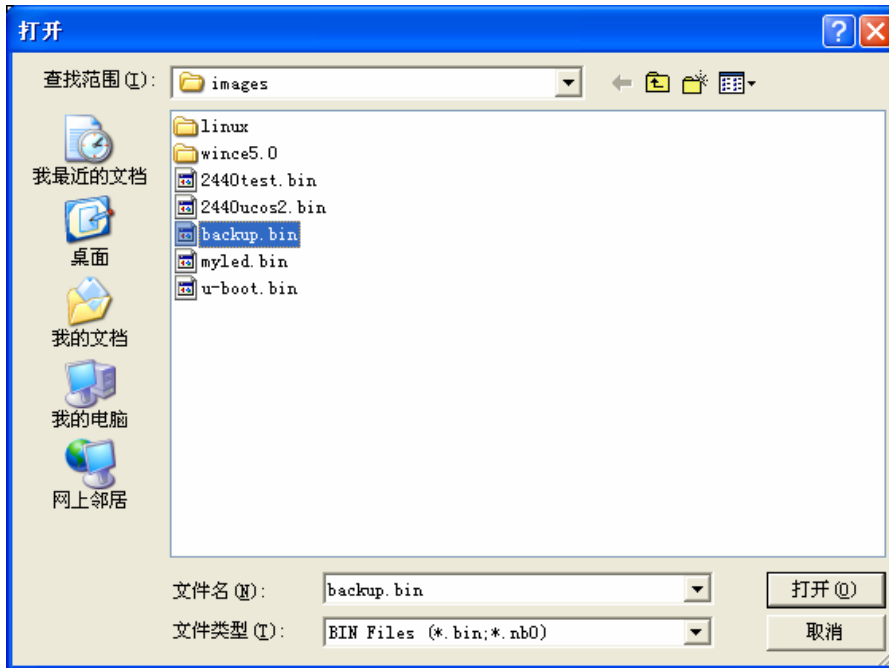 打开
查找范围(I):
images
我最近的文档
桌面
我的文档
我的电脑
网上邻居
linux
wince5.0
2440test.bin
2440ucos2.bin
backup.bin
myled.bin
u-boot.bin
文件名(N):
backup.bin
打开(O)
文件类型(T):
BIN Files (*.bin;*.nb0)
取消